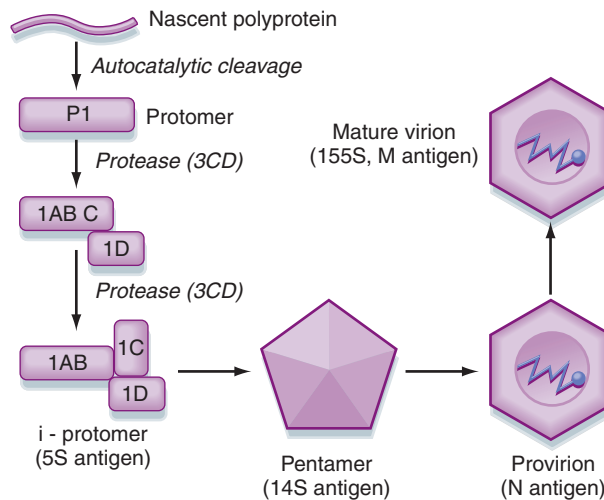 Nascent polyprotein
Autocatalytic cleavage
P1
Protomer
Protease (3CD)
1AB C
1D
Protease (3CD)
1AB
1C
1D
i - protomer
(5S antigen)
Pentamer
(14S antigen)
Provirion
(N antigen)
Mature virion
(155S, M antigen)